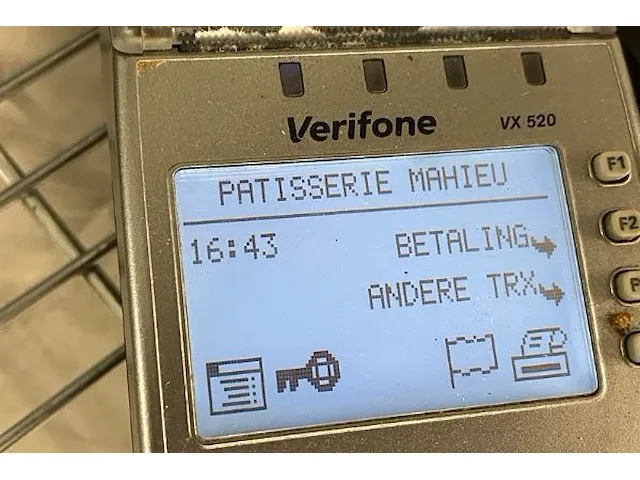 Verifone VX 520
PATISSERIE MAHIEU
F1
16:43 BETALING
F2
ANDERE TRX